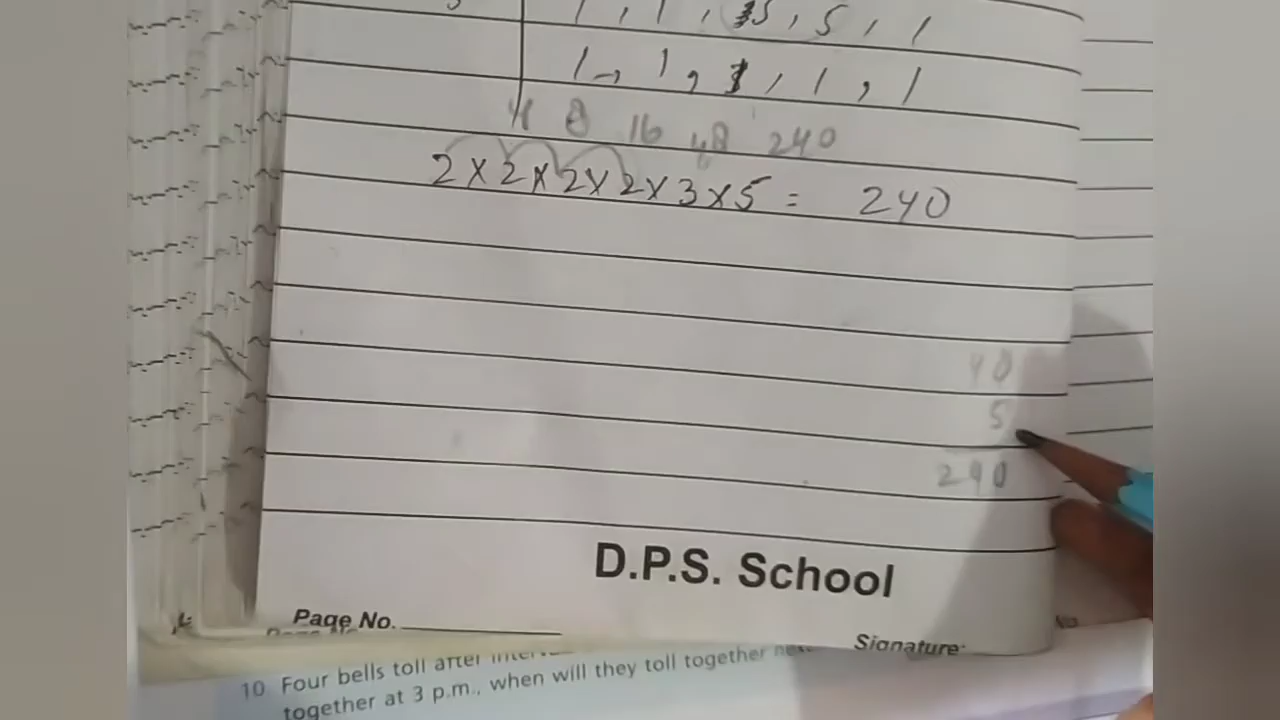 1, 1, 5, 5, 1
1, 1, 1, 1, 1
4 8 16 48 240
2×2×2×2×3×5 = 240
5
240
D.P.S. School
Page No.
Signature:
10 Four bells toll after
together at 3 p.m., when will they toll together